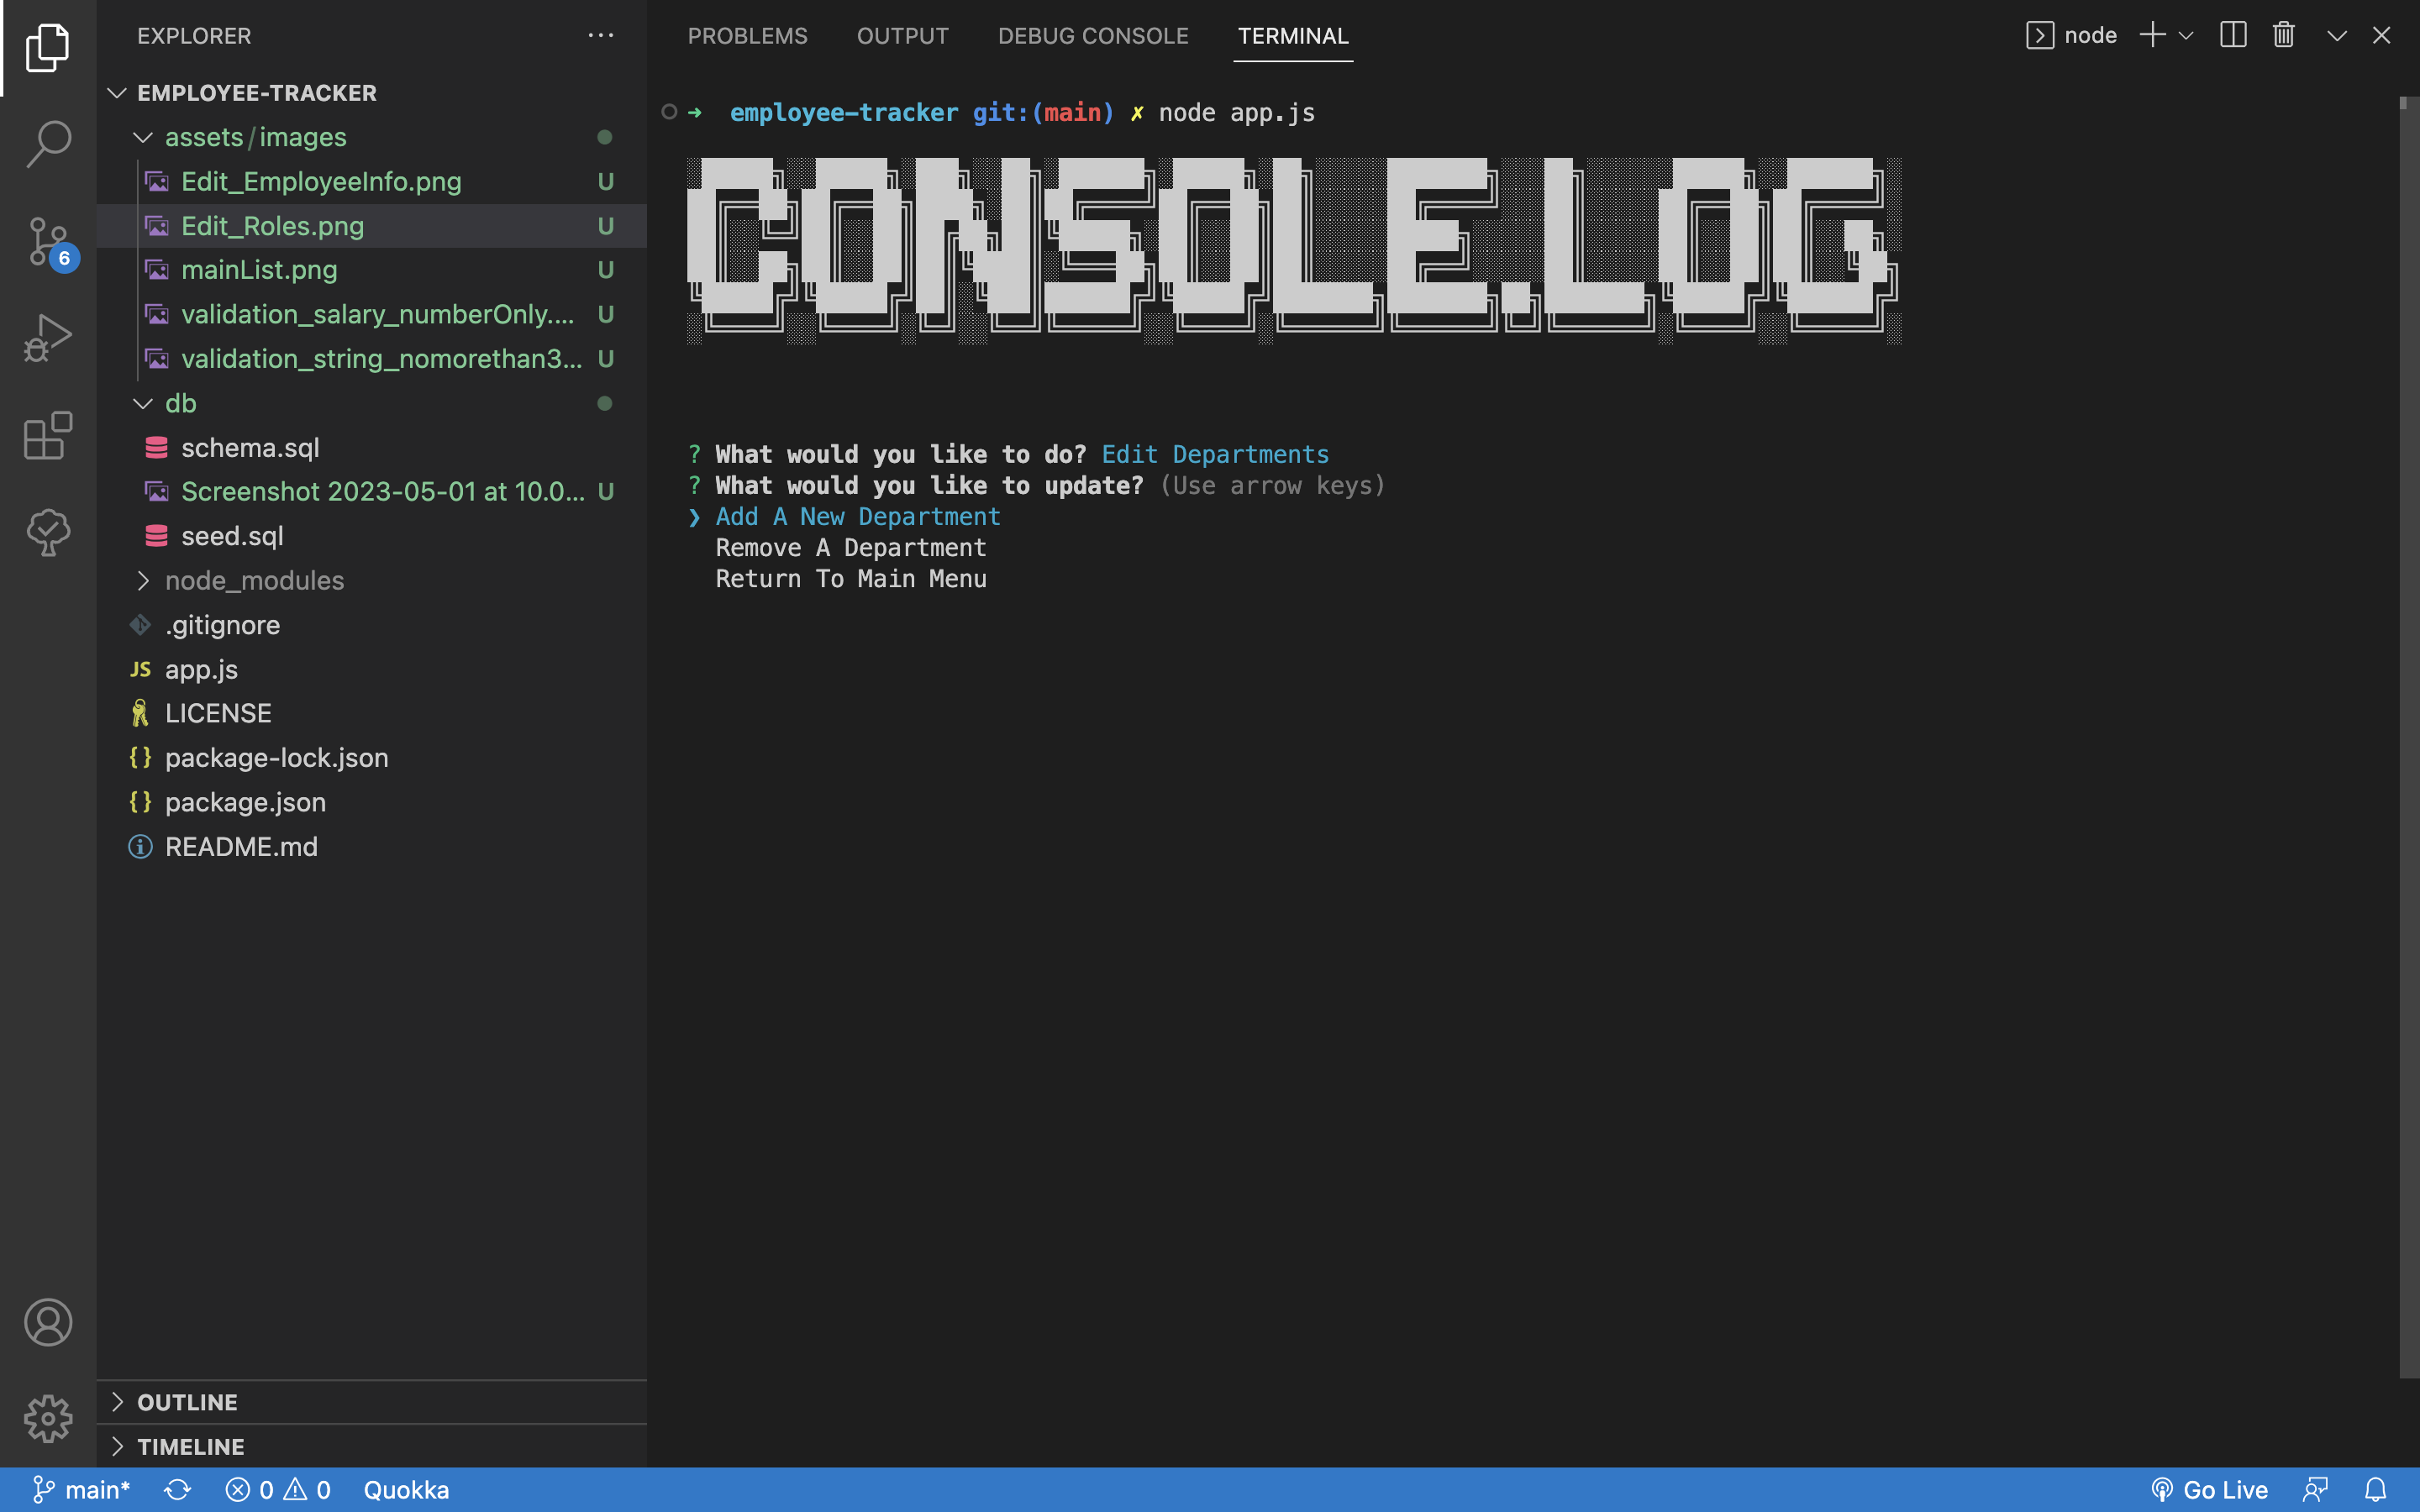 EXPLORER
EMPLOYEE-TRACKER
assets/images
Edit_EmployeeInfo.png U
Edit_Roles.png U
mainList.png U
validation_salary_numberOnly.... U
validation_string_nomorethan3... U
db
schema.sql
Screenshot 2023-05-01 at 10.0... U
seed.sql
node_modules
.gitignore
JS app.js
LICENSE
{} package-lock.json
{} package.json
README.md
OUTLINE
TIMELINE
6
PROBLEMS OUTPUT DEBUG CONSOLE TERMINAL
node
➜ employee-tracker git:(main) ✗ node app.js
CONSOLE.LOG
? What would you like to do? Edit Departments
? What would you like to update? (Use arrow keys)
❯ Add A New Department
Remove A Department
Return To Main Menu
main* 0 0 Quokka
Go Live